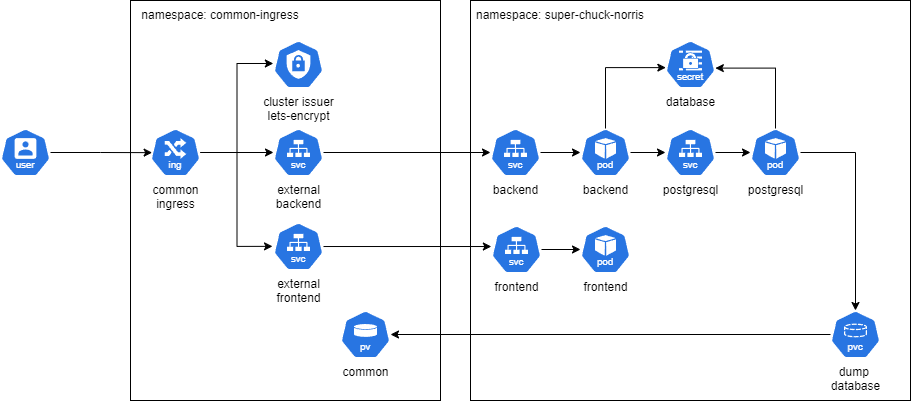 namespace: common-ingress
namespace: super-chuck-norris
secret
cluster issuer
lets-encrypt
database
user
ing
svc
svc
pod
svc
pod
common
ingress
external
backend
backend
backend
postgresql
postgresql
svc
svc
pod
external
frontend
frontend
frontend
pv
pvc
common
dump
database